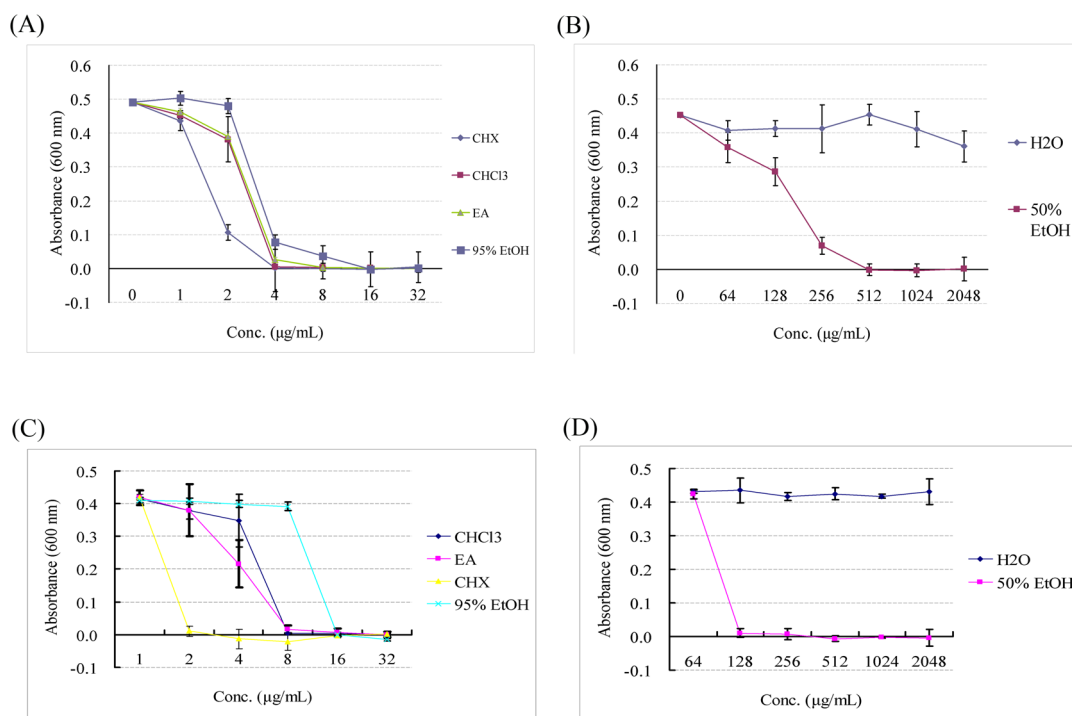 (A)
0.6
0.5
0.4
0.3
0.2
0.1
0.0
-0.1
Absorbance (600 nm)
0 1 2 4 8 16 32
Conc. (μg/mL)
CHX
CHCl3
EA
95% EtOH
(B)
0.6
0.5
0.4
0.3
0.2
0.1
0.0
-0.1
Absorbance (600 nm)
0 64 128 256 512 1024 2048
Conc. (μg/mL)
H2O
50%
EtOH
(C)
0.5
0.4
0.3
0.2
0.1
0.0
-0.1
Absorbance (600 nm)
1 2 4 8 16 32
Conc. (μg/mL)
CHCl3
EA
CHX
95% EtOH
(D)
0.5
0.4
0.3
0.2
0.1
0.0
-0.1
Absorbance (600 nm)
64 128 256 512 1024 2048
Conc. (μg/mL)
H2O
50% EtOH